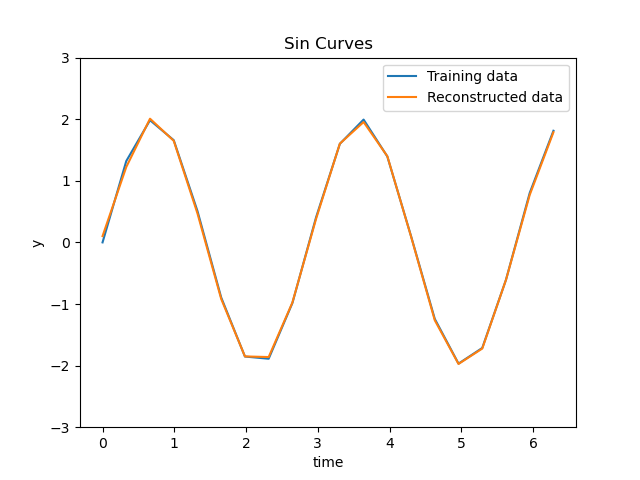 Sin Curves
Training data
Reconstructed data
3
2
1
0
−1
−2
−3
y
0 1 2 3 4 5 6
time